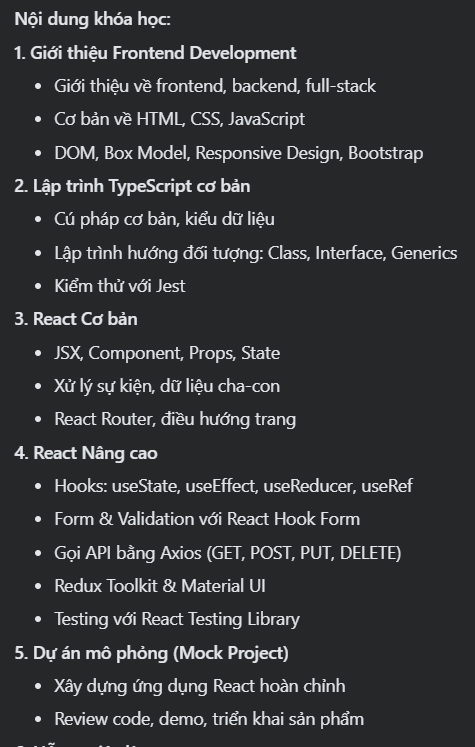 Nội dung khóa học:
1. Giới thiệu Frontend Development
• Giới thiệu về frontend, backend, full-stack
• Cơ bản về HTML, CSS, JavaScript
• DOM, Box Model, Responsive Design, Bootstrap
2. Lập trình TypeScript cơ bản
• Cú pháp cơ bản, kiểu dữ liệu
• Lập trình hướng đối tượng: Class, Interface, Generics
• Kiểm thử với Jest
3. React Cơ bản
• JSX, Component, Props, State
• Xử lý sự kiện, dữ liệu cha-con
• React Router, điều hướng trang
4. React Nâng cao
• Hooks: useState, useEffect, useReducer, useRef
• Form & Validation với React Hook Form
• Gọi API bằng Axios (GET, POST, PUT, DELETE)
• Redux Toolkit & Material UI
• Testing với React Testing Library
5. Dự án mô phỏng (Mock Project)
• Xây dựng ứng dụng React hoàn chỉnh
• Review code, demo, triển khai sản phẩm